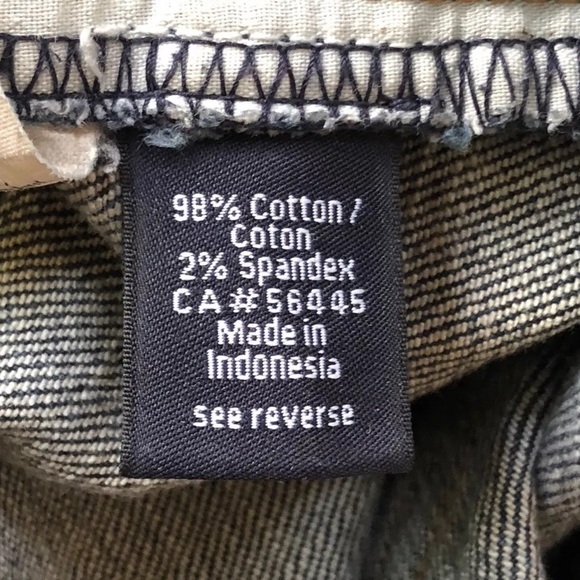 98% Cotton /
Coton
2% Spandex
CA# 56445
Made in
Indonesia
see reverse